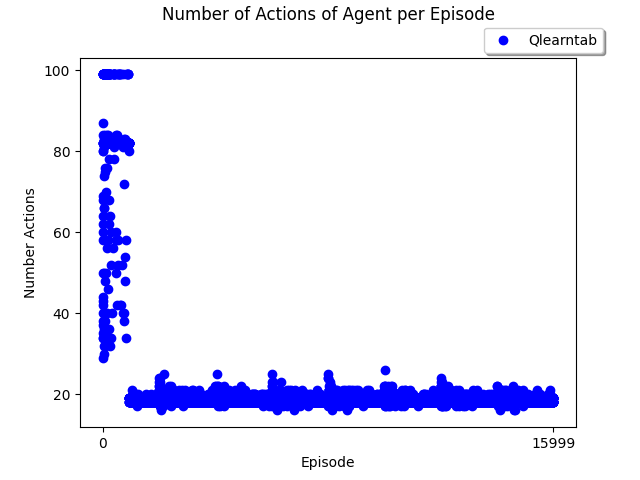 Number of Actions of Agent per Episode
Qlearntab
100
80
60
40
20
Number Actions
0
15999
Episode